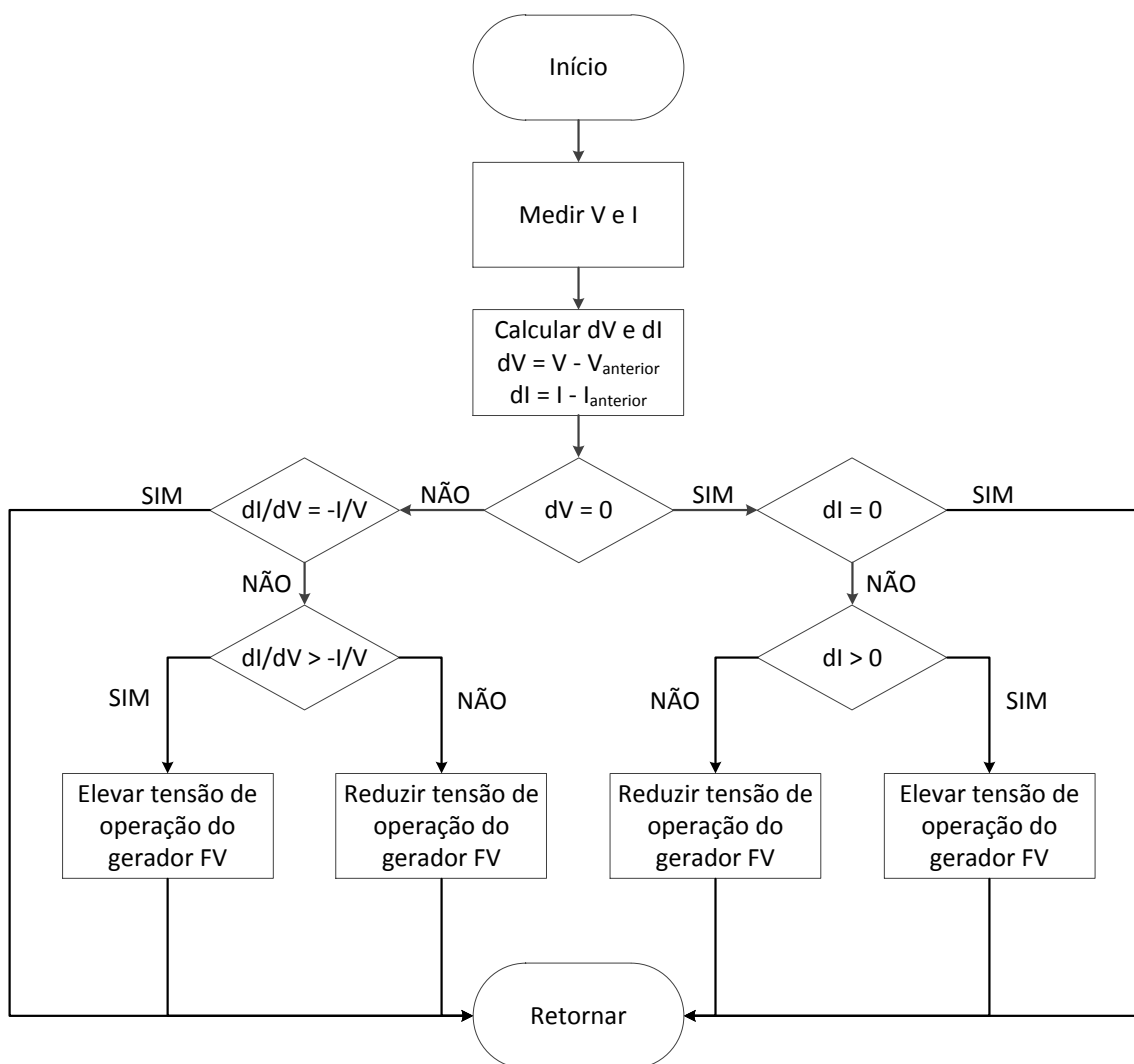 Início
Medir V e I
Calcular dV e dI
dV = V - Vanterior
dI = I - Ianterior
SIM
dI/dV = -I/V
NÃO
dV = 0
SIM
dI = 0
SIM
NÃO
NÃO
dI/dV > -I/V
dI > 0
SIM
NÃO
NÃO
SIM
Elevar tensão de
operação do
gerador FV
Reduzir tensão de
operação do
gerador FV
Reduzir tensão de
operação do
gerador FV
Elevar tensão de
operação do
gerador FV
Retornar